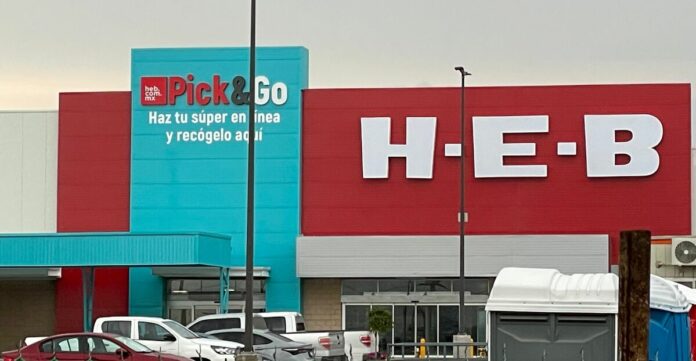 heb.
com.
mx
Pick&Go
Haz tu súper en línea
y recógelo aquí
H-E-B